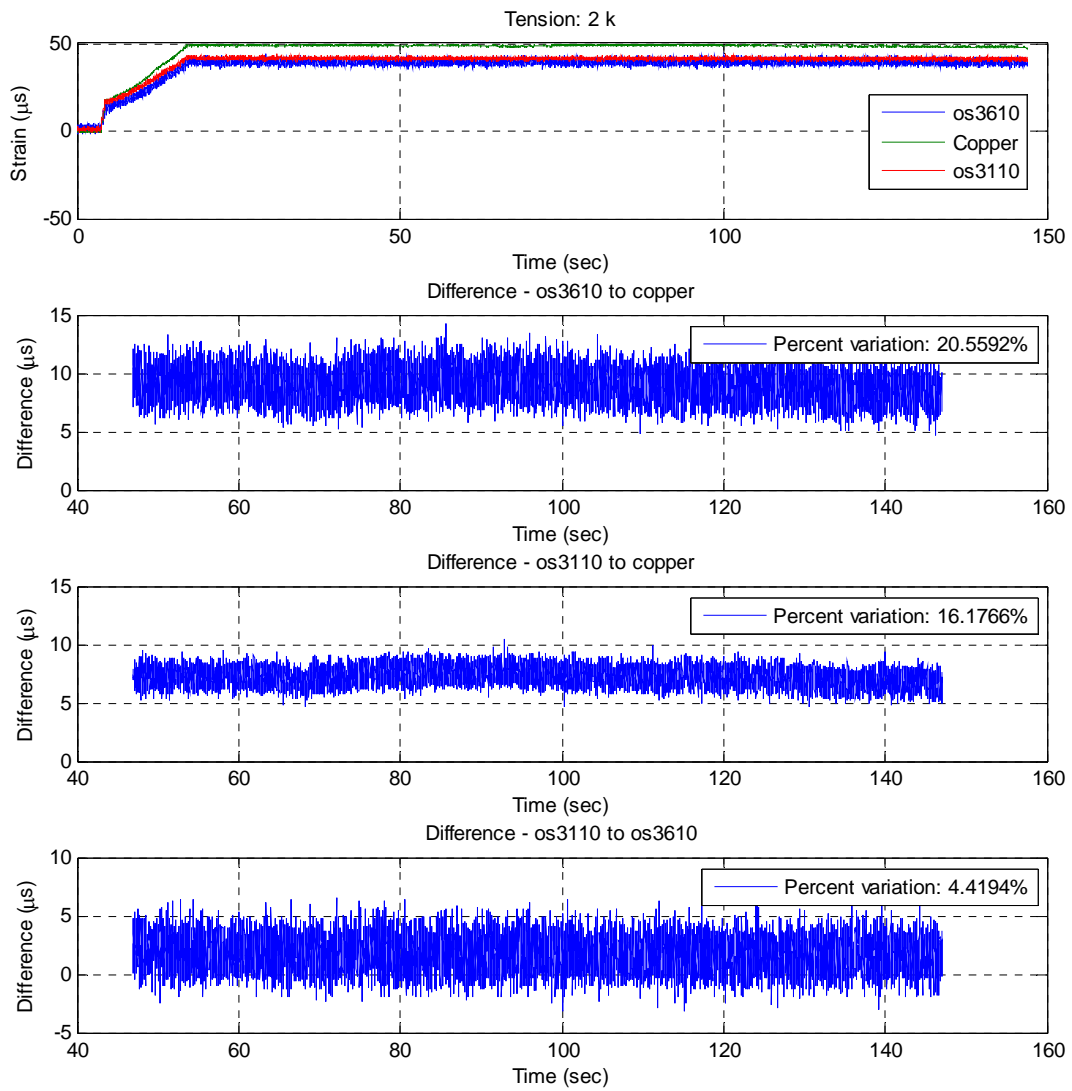 Tension: 2 k
50
0
-50
Strain (μs)
os3610
Copper
os3110
0 50 100 150
Time (sec)
Difference - os3610 to copper
15
10
5
0
Difference (μs)
Percent variation: 20.5592%
40 60 80 100 120 140 160
Time (sec)
Difference - os3110 to copper
15
10
5
0
Difference (μs)
Percent variation: 16.1766%
40 60 80 100 120 140 160
Time (sec)
Difference - os3110 to os3610
10
5
0
-5
Difference (μs)
Percent variation: 4.4194%
40 60 80 100 120 140 160
Time (sec)